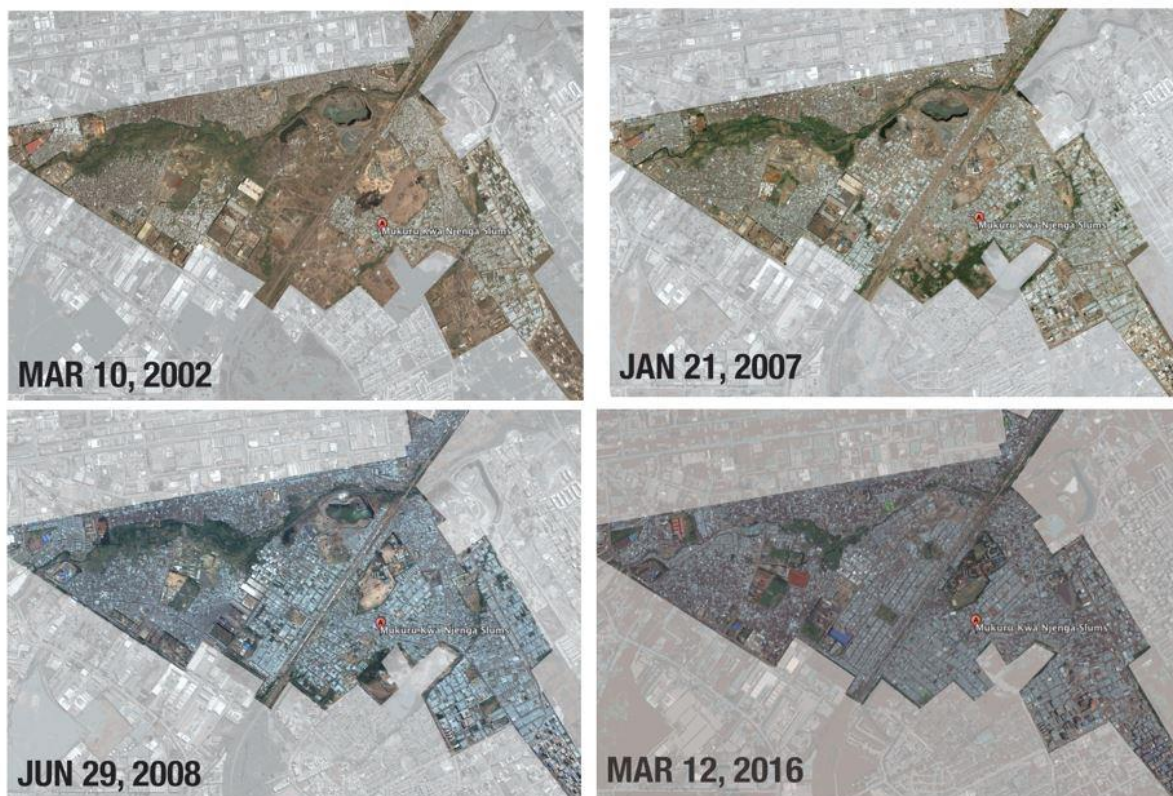 Mukuru Kwa Njenga Slums
MAR 10, 2002
Mukuru Kwa Njenga Slums
JAN 21, 2007
Mukuru Kwa Njenga Slums
JUN 29, 2008
Mukuru Kwa Njenga Slums
MAR 12, 2016